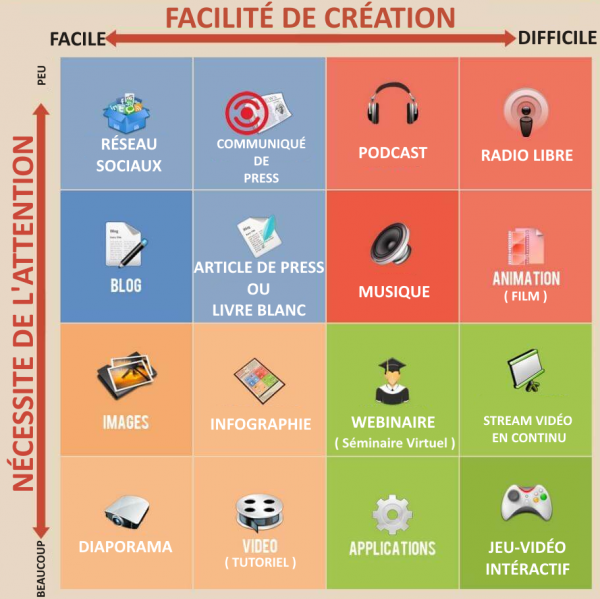 FACILITÉ DE CRÉATION
FACILE
DIFFICILE
NÉCESSITE DE L'ATTENTION
PEU
BEAUCOUP
RÉSEAU
SOCIAUX
COMMUNIQUÉ
DE
PRESS
PODCAST
RADIO LIBRE
BLOG
ARTICLE DE PRESS
OU
LIVRE BLANC
MUSIQUE
ANIMATION
( FILM )
IMAGES
INFOGRAPHIE
WEBINAIRE
( Séminaire Virtuel )
STREAM VIDÉO
EN CONTINU
DIAPORAMA
VIDEO
( TUTORIEL )
APPLICATIONS
JEU-VIDÉO
INTÉRACTIF